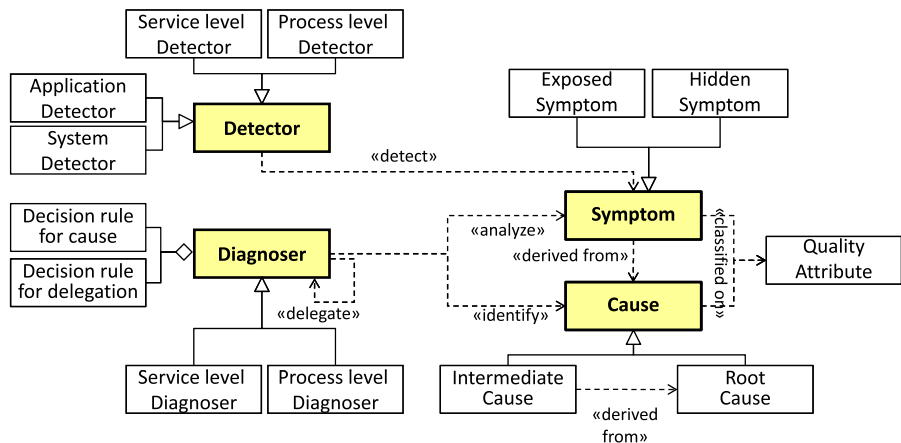 Service level
Detector
Process level
Detector
Application
Detector
System
Detector
Detector
Exposed
Symptom
Hidden
Symptom
«detect»
Decision rule
for cause
Decision rule
for delegation
Diagnoser
«delegate»
«analyze»
«identify»
Symptom
«derived from»
Cause
«classified on»
Quality
Attribute
Service level
Diagnoser
Process level
Diagnoser
Intermediate
Cause
Root
Cause
«derived
from»